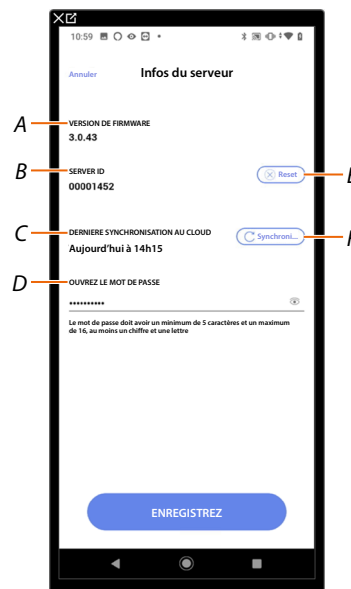 10:59
Annuler Infos du serveur
A VERSION DE FIRMWARE
3.0.43
B SERVER ID
Reset
00001452
C DERNIERE SYNCHRONISATION AU CLOUD
Synchroni...
Aujourd'hui à 14h15
D OUVREZ LE MOT DE PASSE
••••••••••
Le mot de passe doit avoir un minimum de 5 caractères et un maximum
de 16, au moins un chiffre et une lettre
ENREGISTREZ